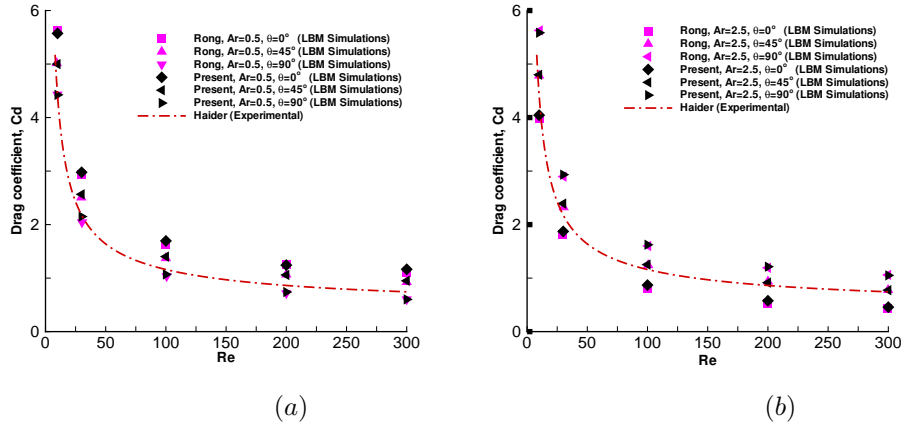 6
4
2
0
Drag coefficient, Cd
Rong, Ar=0.5, θ=0° (LBM Simulations)
Rong, Ar=0.5, θ=45° (LBM Simulations)
Rong, Ar=0.5, θ=90° (LBM Simulations)
Present, Ar=0.5, θ=0° (LBM Simulations)
Present, Ar=0.5, θ=45° (LBM Simulations)
Present, Ar=0.5, θ=90° (LBM Simulations)
Haider (Experimental)
0 50 100 150 200 250 300
Re
(a)
6
4
2
0
Drag coefficient, Cd
Rong, Ar=2.5, θ=0° (LBM Simulations)
Rong, Ar=2.5, θ=45° (LBM Simulations)
Rong, Ar=2.5, θ=90° (LBM Simulations)
Present, Ar=2.5, θ=0° (LBM Simulations)
Present, Ar=2.5, θ=45° (LBM Simulations)
Present, Ar=2.5, θ=90° (LBM Simulations)
Haider (Experimental)
0 50 100 150 200 250 300
Re
(b)